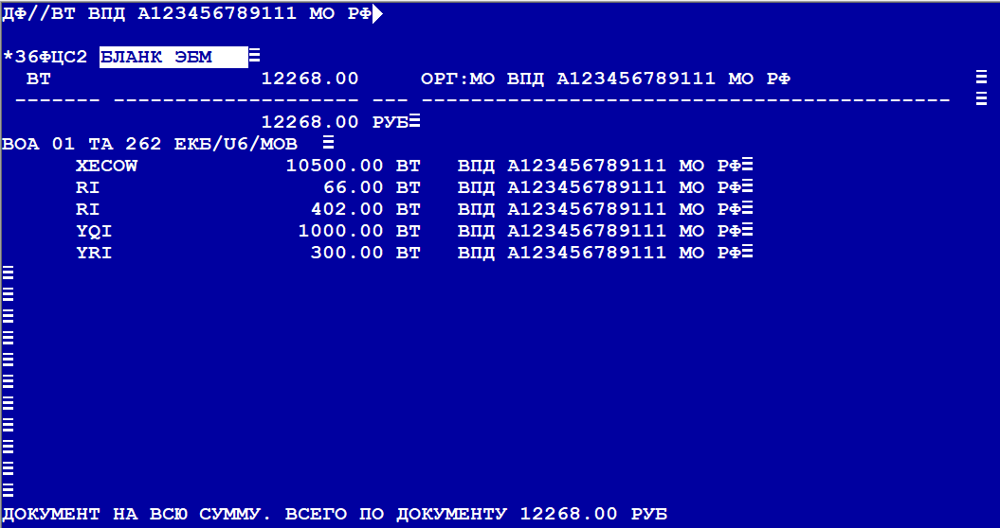 ДФ//ВТ ВПД А123456789111 МО РФ
*36ФЦС2 БЛАНК ЭБМ
ВТ 12268.00 ОРГ:МО ВПД А123456789111 МО РФ
------- -------------------- --- -------------------------------------------
12268.00 РУБ
ВОА 01 ТА 262 ЕКБ/U6/МОВ
XECOW 10500.00 ВТ ВПД А123456789111 МО РФ
RI 66.00 ВТ ВПД А123456789111 МО РФ
RI 402.00 ВТ ВПД А123456789111 МО РФ
YQI 1000.00 ВТ ВПД А123456789111 МО РФ
YRI 300.00 ВТ ВПД А123456789111 МО РФ
ДОКУМЕНТ НА ВСЮ СУММУ. ВСЕГО ПО ДОКУМЕНТУ 12268.00 РУБ